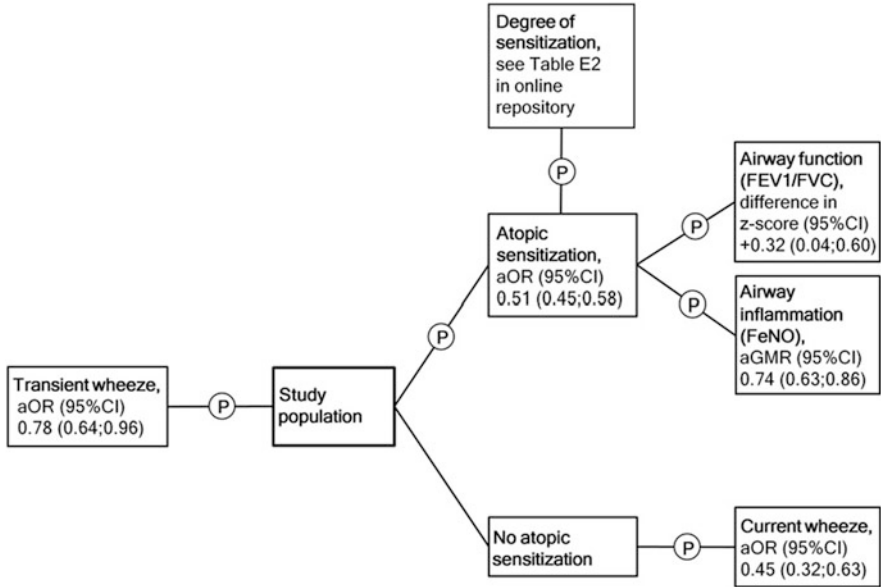 Degree of
sensitization,
see Table E2
in online
repository
P
Airway function
(FEV1/FVC),
difference in
z-score (95%CI)
+0.32 (0.04;0.60)
P
Atopic
sensitization,
aOR (95%CI)
0.51 (0.45;0.58)
P
Airway
inflammation
(FeNO),
aGMR (95%CI)
0.74 (0.63;0.86)
P
Transient wheeze,
aOR (95%CI)
0.78 (0.64;0.96)
P
Study
population
No atopic
sensitization
P
Current wheeze,
aOR (95%CI)
0.45 (0.32;0.63)